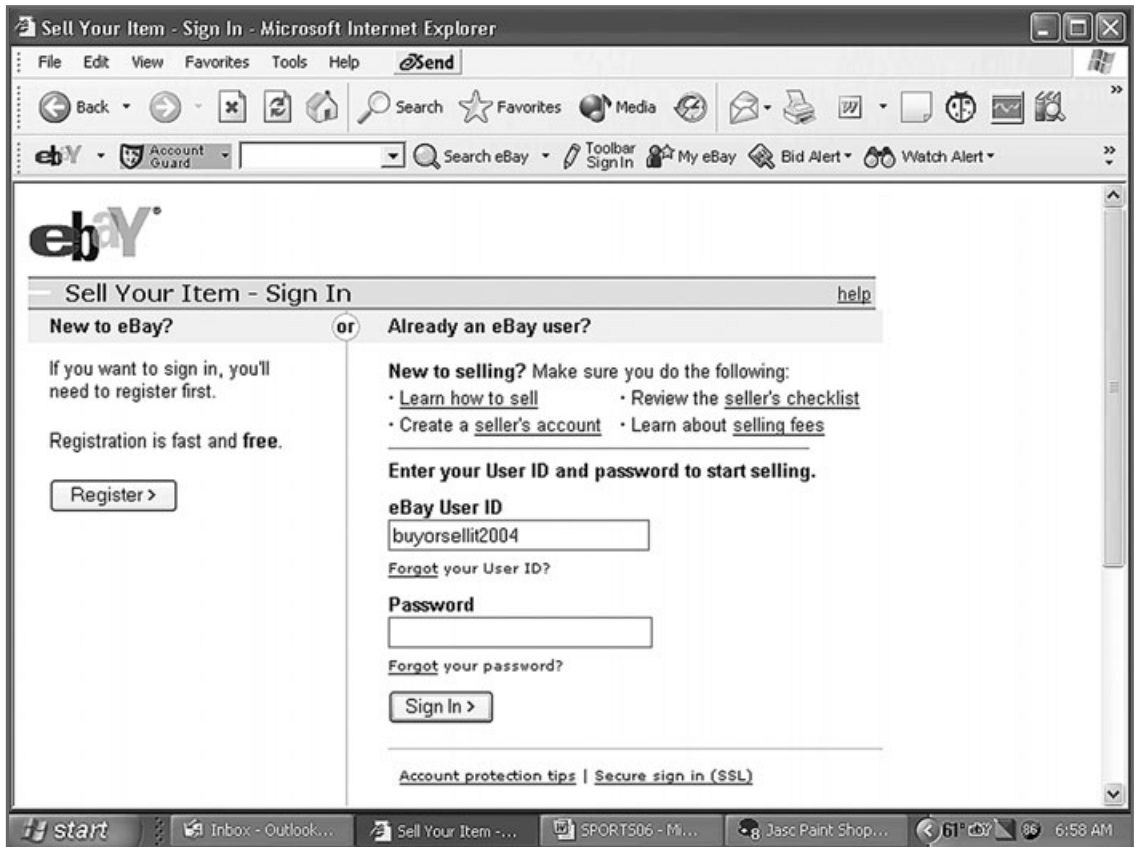 Sell Your Item - Sign In - Microsoft Internet Explorer
File Edit View Favorites Tools Help Send
Back Search Favorites Media
ebY Account Guard Search eBay Toolbar Sign In My eBay Bid Alert Watch Alert
ebaY
Sell Your Item - Sign In help
New to eBay? or Already an eBay user?
If you want to sign in, you'll
need to register first.
Registration is fast and free.
Register >
New to selling? Make sure you do the following:
· Learn how to sell · Review the seller's checklist
· Create a seller's account · Learn about selling fees
Enter your User ID and password to start selling.
eBay User ID
buyorsellit2004
Forgot your User ID?
Password
Forgot your password?
Sign In >
Account protection tips | Secure sign in (SSL)
start Inbox - Outlook... Sell Your Item -... SPORTS06 - Mi... Jasc Paint Shop... 61° 86 6:58 AM